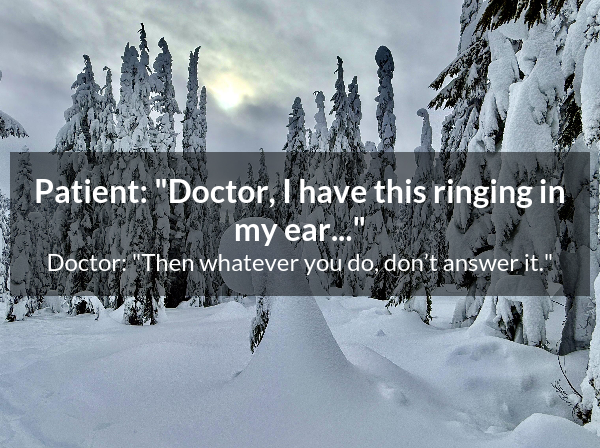 Patient: "Doctor, I have this ringing in
my ear..."
Doctor: "Then whatever you do, don’t answer it."